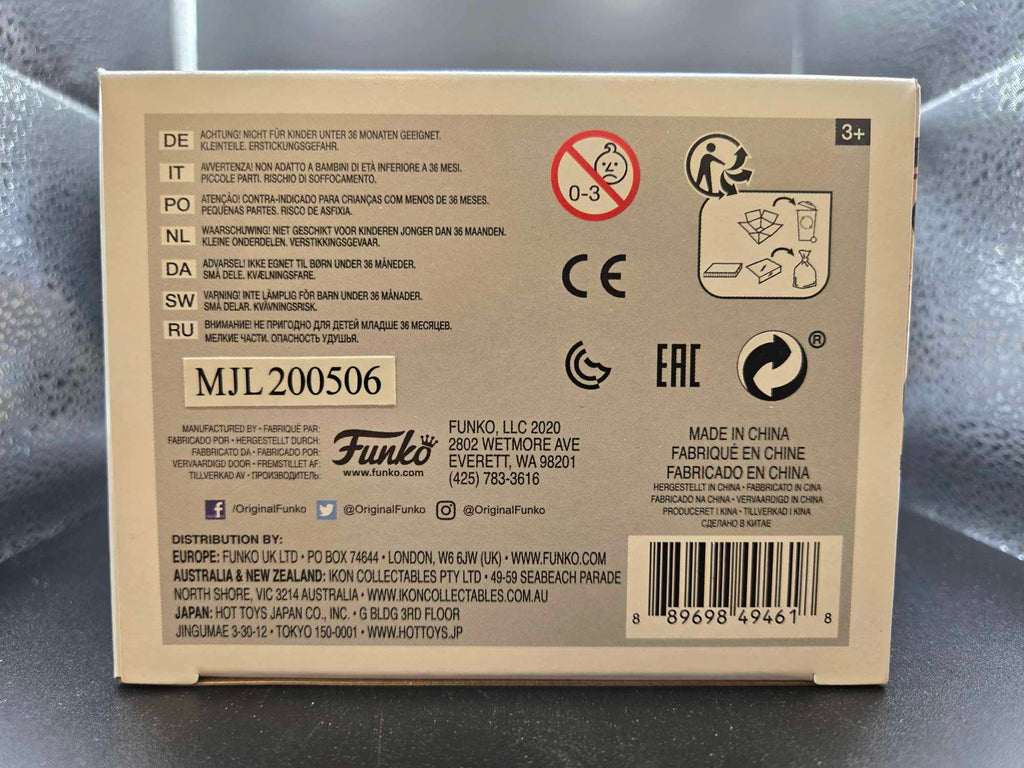 DE ACHTUNG! NICHT FÜR KINDER UNTER 36 MONATEN GEEIGNET.
KLEINTEILE. ERSTICKUNGSGEFAHR.
IT AVVERTENZA! NON ADATTO A BAMBINI DI ETÀ INFERIORE A 36 MESI.
PICCOLE PARTI. RISCHIO DI SOFFOCAMENTO.
PO ATENÇÃO! CONTRA-INDICADO PARA CRIANÇAS COM MENOS DE 36 MESES.
PEQUENAS PARTES. RISCO DE ASFIXIA.
NL WAARSCHUWING! NIET GESCHIKT VOOR KINDEREN JONGER DAN 36 MAANDEN.
KLEINE ONDERDELEN. VERSTIKKINGSGEVAAR.
DA ADVARSEL! IKKE EGNET TIL BØRN UNDER 36 MÅNEDER.
SMÅ DELE. KVÆLNINGSFARE.
SW VARNING! INTE LÄMPLIG FÖR BARN UNDER 36 MÅNADER.
SMÅ DELAR. KVÄVNINGSRISK.
RU ВНИМАНИЕ! НЕ ПРИГОДНО ДЛЯ ДЕТЕЙ МЛАДШЕ 36 МЕСЯЦЕВ.
МЕЛКИЕ ЧАСТИ. ОПАСНОСТЬ УДУШЬЯ.
0-3
3+
CE
EAC
®
MJL 200506
MANUFACTURED BY • FABRIQUÉ PAR:
FABRICADO POR • HERGESTELLT DURCH:
FABBRICATO DA • FABRICADO POR:
VERVAARDIGD DOOR • FREMSTILLET AF:
TILLVERKAD AV • ПРОИЗВОДИТЕЛЬ:
Funko
www.funko.com
FUNKO, LLC 2020
2802 WETMORE AVE
EVERETT, WA 98201
(425) 783-3616
MADE IN CHINA
FABRIQUÉ EN CHINE
FABRICADO EN CHINA
HERGESTELLT IN CHINA • FABBRICATO IN CINA
FABRICADO NA CHINA • VERVAARDIGD IN CHINA
PRODUCERET I KINA • TILLVERKAD I KINA
СДЕЛАНО В КИТАЕ
f /OriginalFunko @OriginalFunko @OriginalFunko
DISTRIBUTION BY:
EUROPE: FUNKO UK LTD • PO BOX 74644 • LONDON, W6 6JW (UK) • WWW.FUNKO.COM
AUSTRALIA & NEW ZEALAND: IKON COLLECTABLES PTY LTD • 49-59 SEABEACH PARADE
NORTH SHORE, VIC 3214 AUSTRALIA • WWW.IKONCOLLECTABLES.COM.AU
JAPAN: HOT TOYS JAPAN CO., INC. • G BLDG 3RD FLOOR
JINGUMAE 3-30-12 • TOKYO 150-0001 • WWW.HOTTOYS.JP
8 89698 49461 8